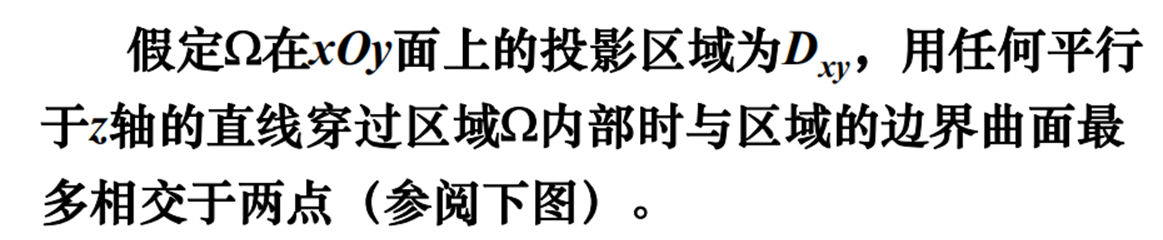 假定Ω在xOy面上的投影区域为Dxy，用任何平行
于z轴的直线穿过区域Ω内部时与区域的边界曲面最
多相交于两点（参阅下图）。